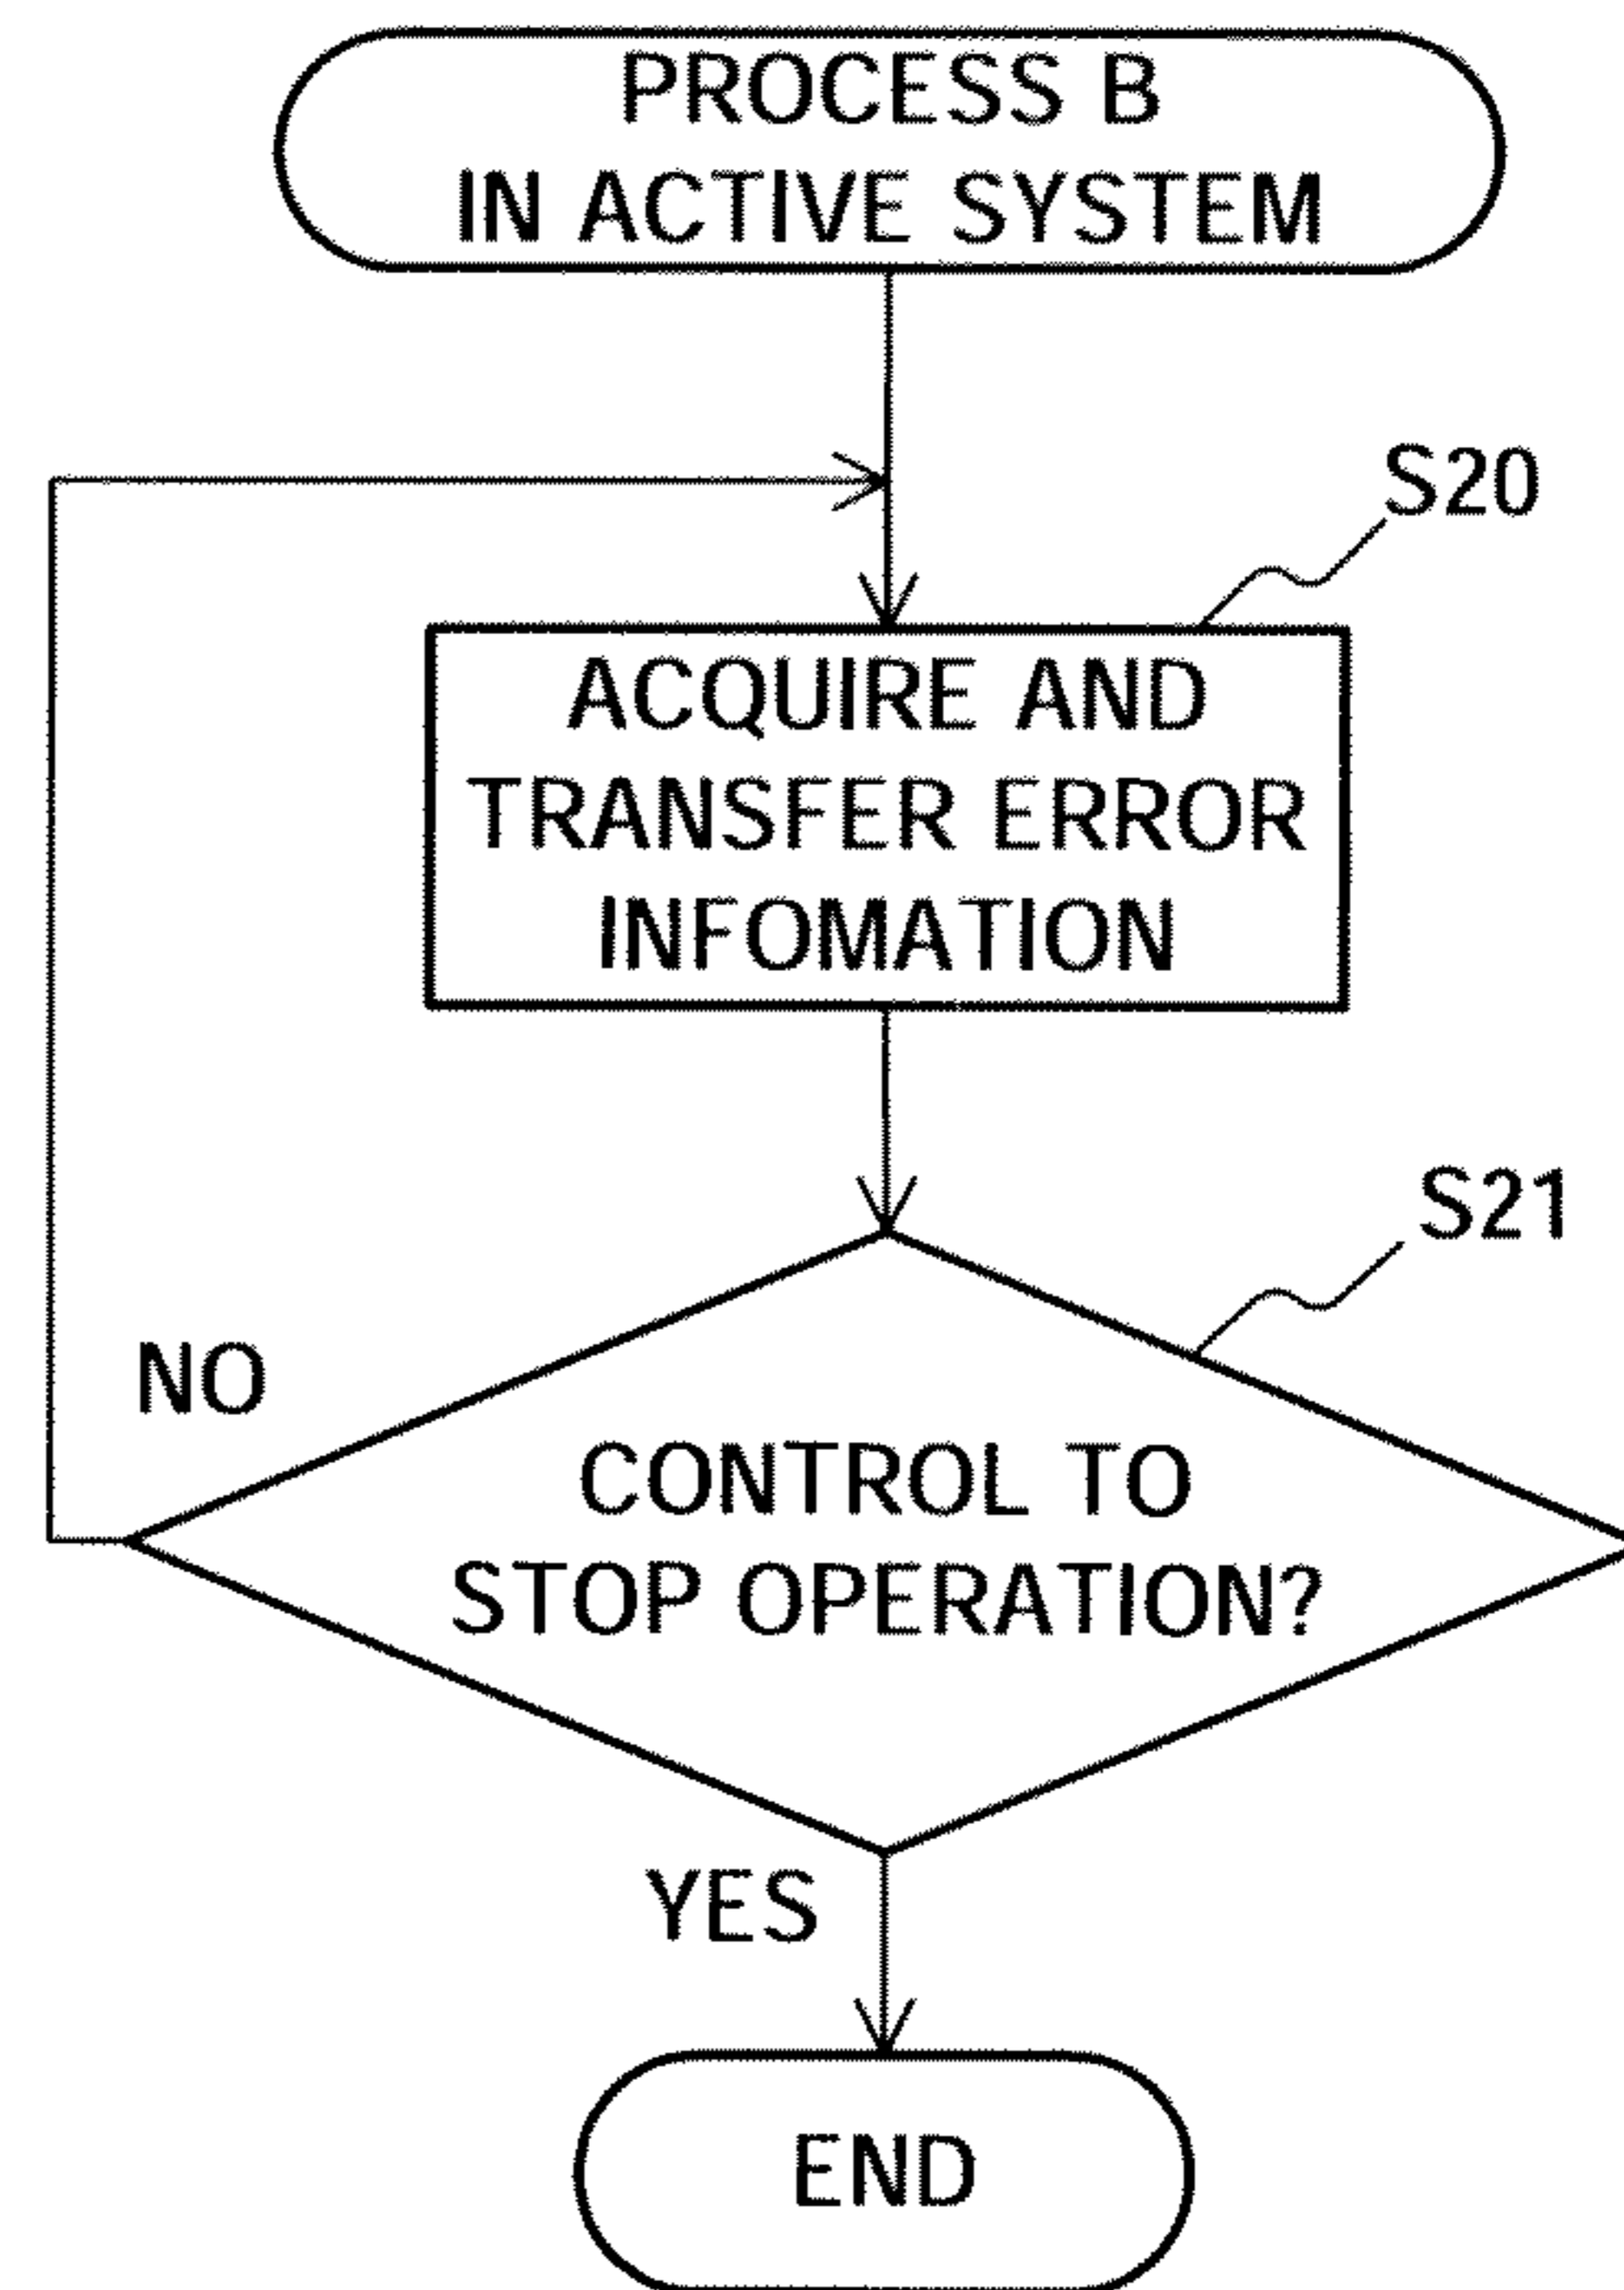 PROCESS B
IN ACTIVE SYSTEM
S20
ACQUIRE AND
TRANSFER ERROR
INFOMATION
S21
NO
CONTROL TO
STOP OPERATION?
YES
END